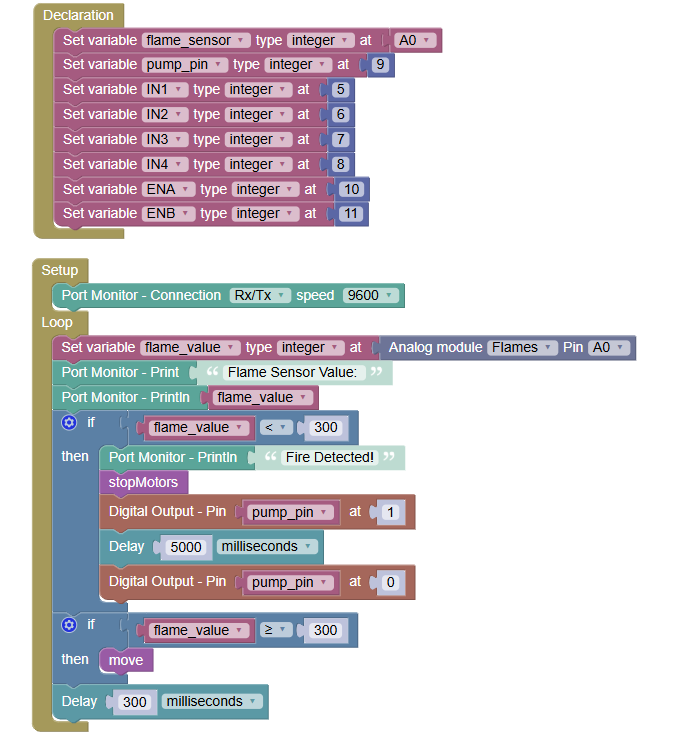 Declaration
Set variable flame_sensor type integer at A0
Set variable pump_pin type integer at 9
Set variable IN1 type integer at 5
Set variable IN2 type integer at 6
Set variable IN3 type integer at 7
Set variable IN4 type integer at 8
Set variable ENA type integer at 10
Set variable ENB type integer at 11
Setup
Port Monitor - Connection Rx/Tx speed 9600
Loop
Set variable flame_value type integer at Analog module Flames Pin A0
Port Monitor - Print “ Flame Sensor Value: ”
Port Monitor - Println flame_value
if flame_value < 300
then Port Monitor - Println “ Fire Detected! ”
stopMotors
Digital Output - Pin pump_pin at 1
Delay 5000 milliseconds
Digital Output - Pin pump_pin at 0
if flame_value ≥ 300
then move
Delay 300 milliseconds